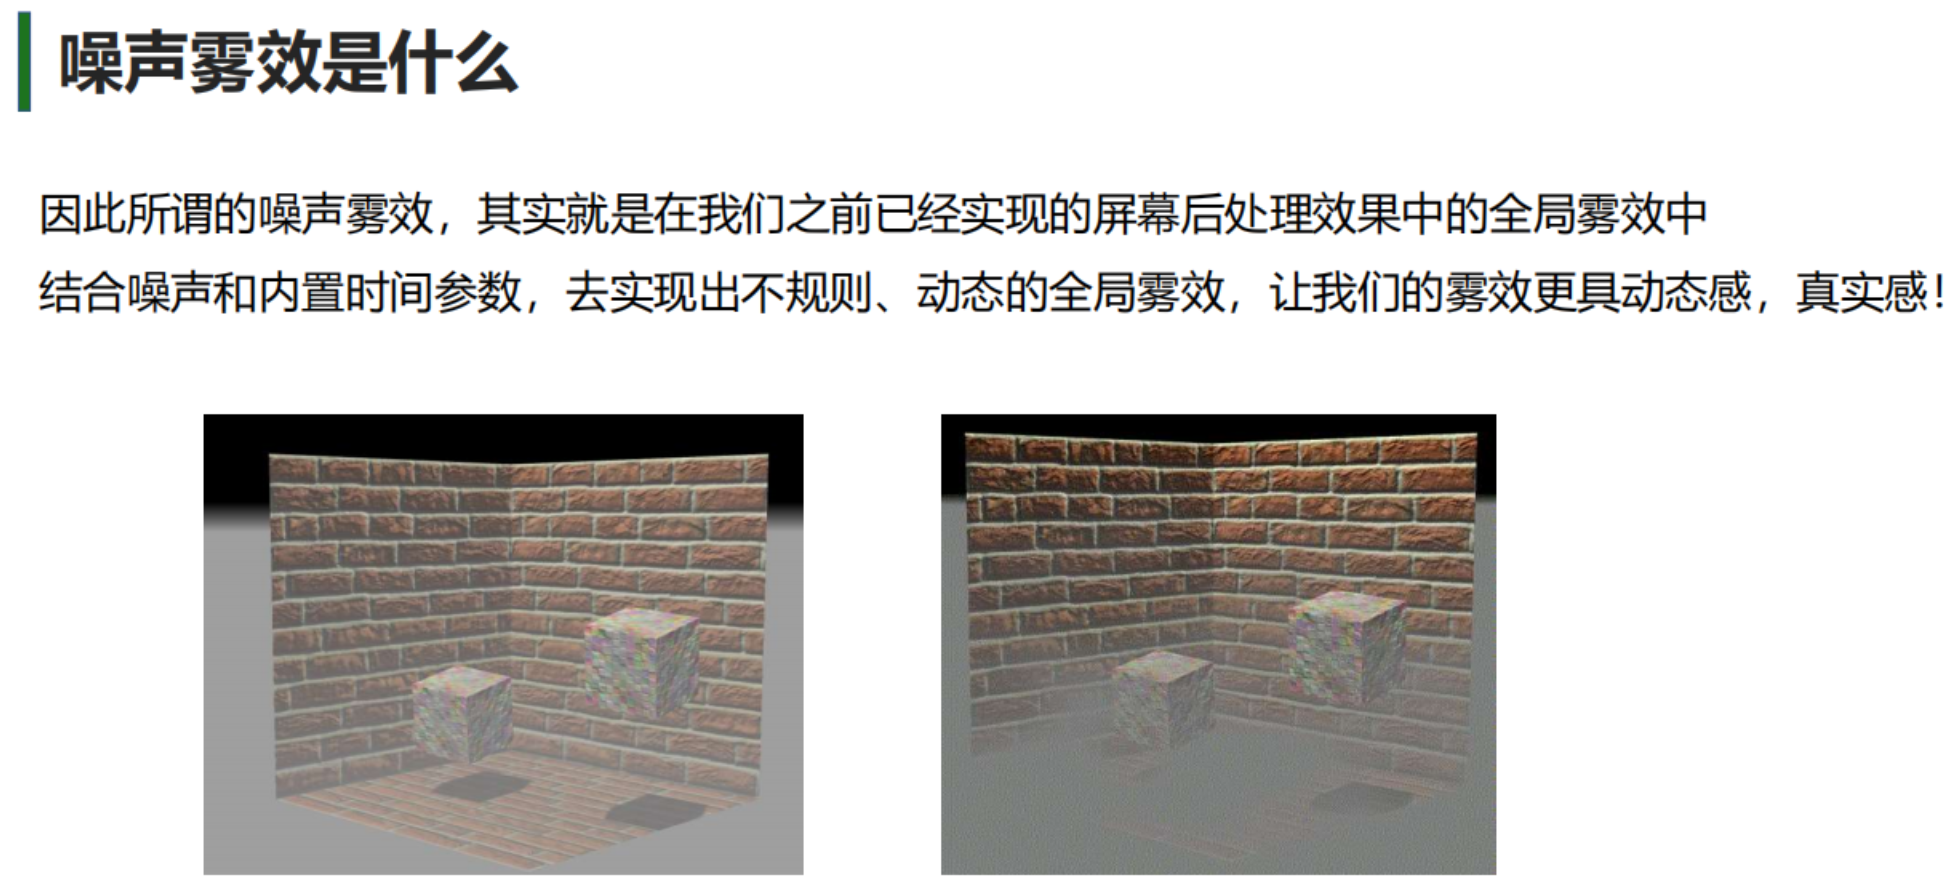 噪声雾效是什么
因此所谓的噪声雾效，其实就是在我们之前已经实现的屏幕后处理效果中的全局雾效中
结合噪声和内置时间参数，去实现出不规则、动态的全局雾效，让我们的雾效更具动态感，真实感！